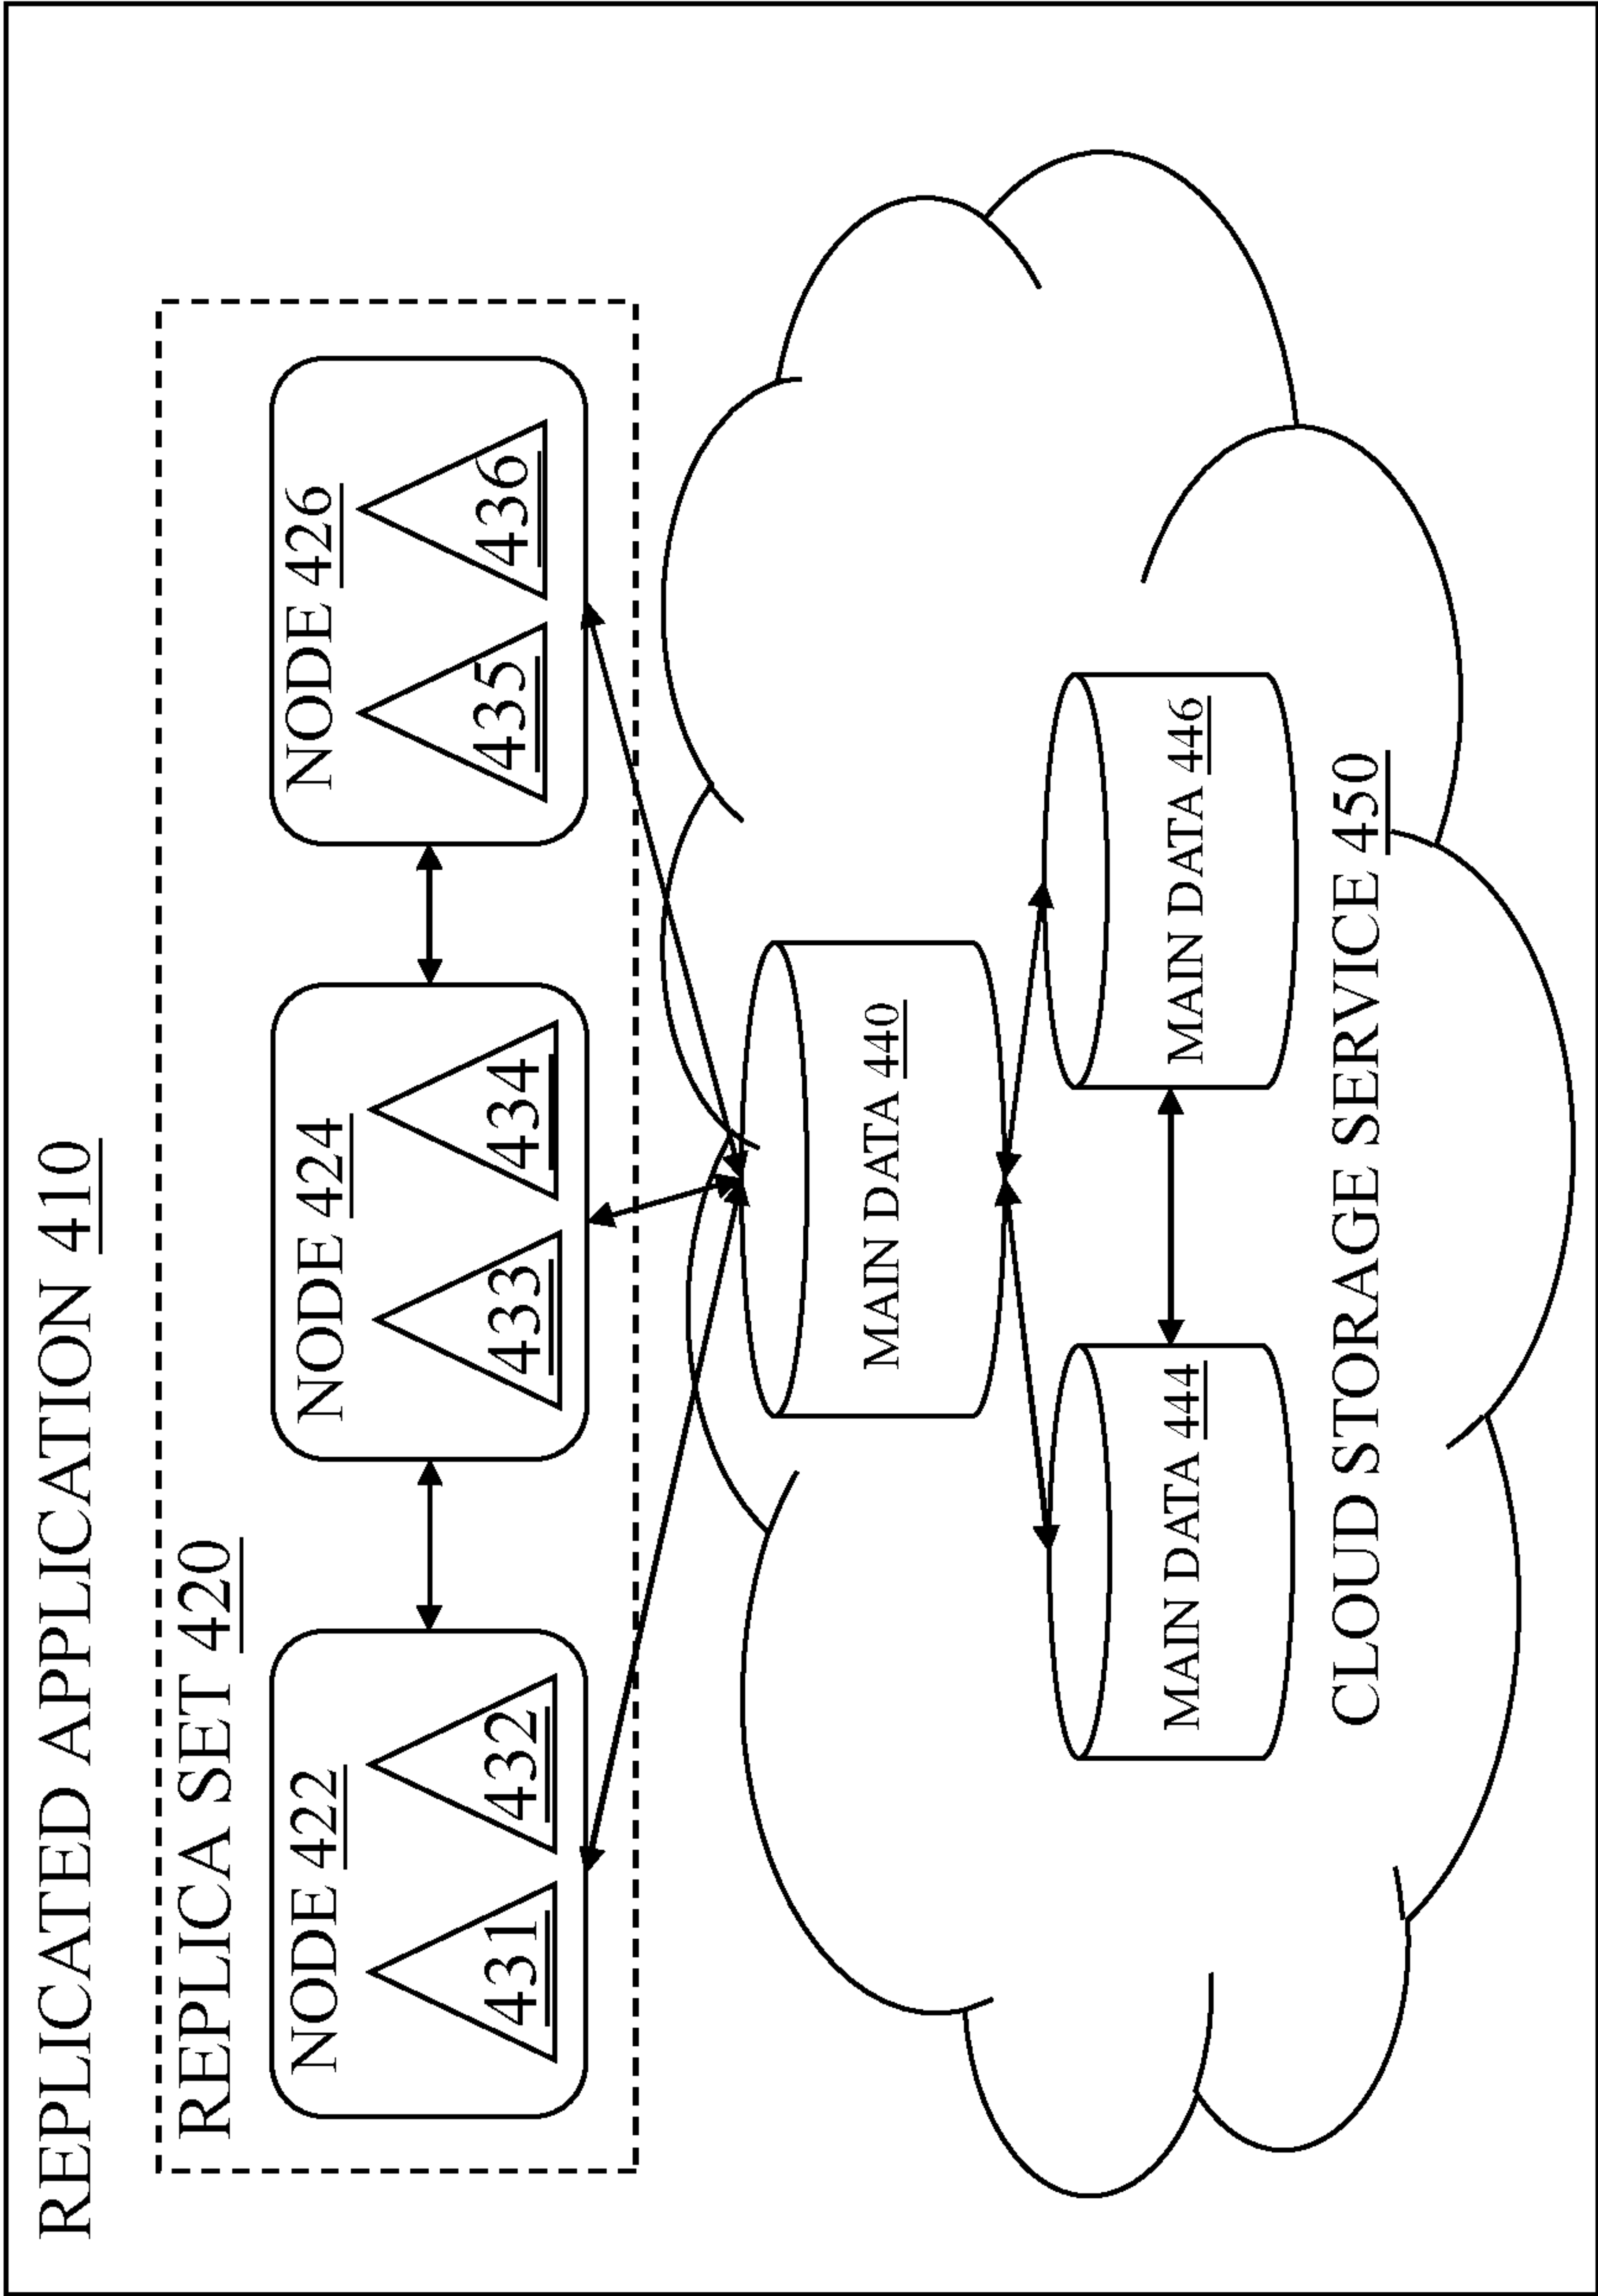 REPLICATED APPLICATION 410
REPLICA SET 420
NODE 422
431
432
NODE 424
433
434
NODE 426
435
436
MAIN DATA 440
MAIN DATA 444
MAIN DATA 446
CLOUD STORAGE SERVICE 450